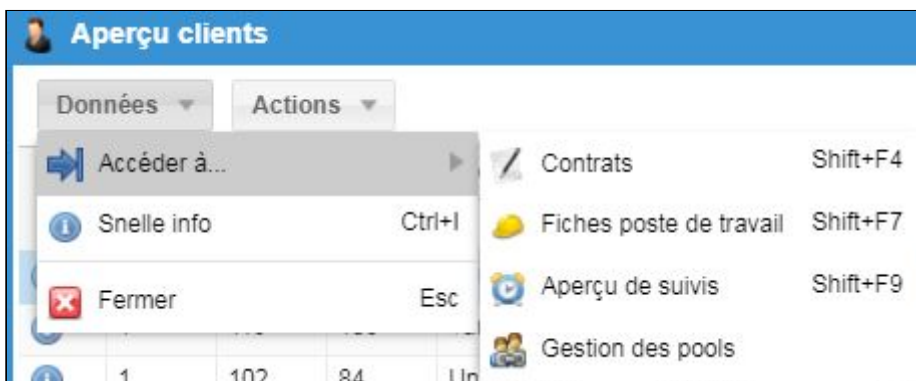 Aperçu clients
Données Actions
Accéder à...
Contrats Shift+F4
Snelle info Ctrl+I
Fiches poste de travail Shift+F7
Fermer Esc
Aperçu de suivis Shift+F9
Gestion des pools
1 102 84 Un